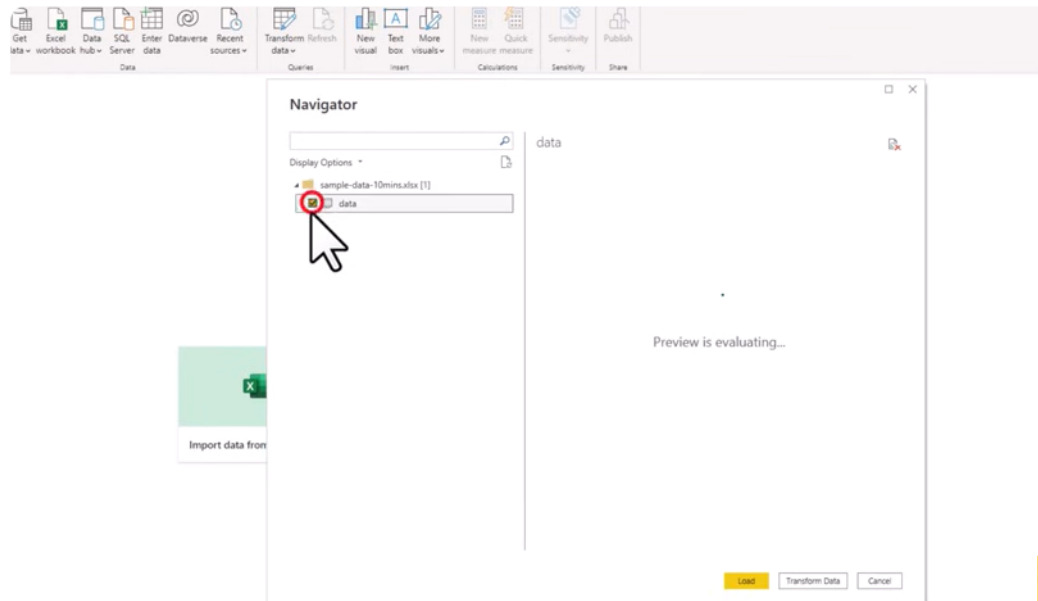 Get data
Excel workbook
Data hub
SQL Server
Enter data
Dataverse
Recent sources
Transform data
Refresh
New visual
Text box
More visuals
New measure
Quick measure
Sensitivity
Publish
Data
Queries
Insert
Calculations
Sensitivity
Share
Navigator
Display Options
sample-data-10mins.xlsx [1]
data
data
Preview is evaluating...
Import data from
Load
Transform Data
Cancel